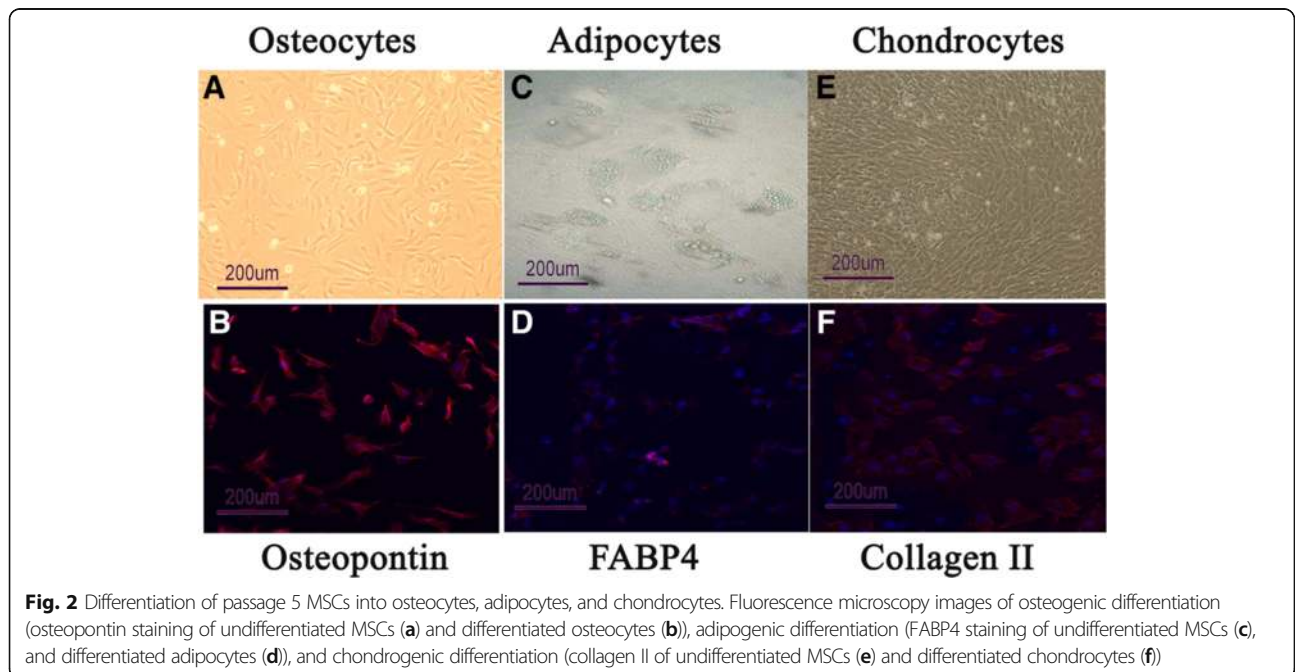 Osteocytes Adipocytes Chondrocytes
A C E
200um 200um 200um
B D F
200um 200um 200um
Osteopontin FABP4 Collagen II
Fig. 2 Differentiation of passage 5 MSCs into osteocytes, adipocytes, and chondrocytes. Fluorescence microscopy images of osteogenic differentiation
(osteopontin staining of undifferentiated MSCs (a) and differentiated osteocytes (b)), adipogenic differentiation (FABP4 staining of undifferentiated MSCs (c),
and differentiated adipocytes (d)), and chondrogenic differentiation (collagen II of undifferentiated MSCs (e) and differentiated chondrocytes (f))